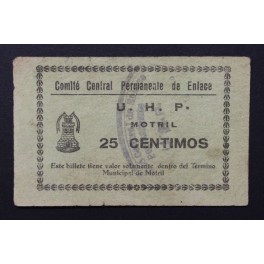 Comité Central Permanente de Enlace
U. H. P.
MOTRIL
25 CENTIMOS
Este billete tiene valor solamente dentro del Término
Municipal de Motril